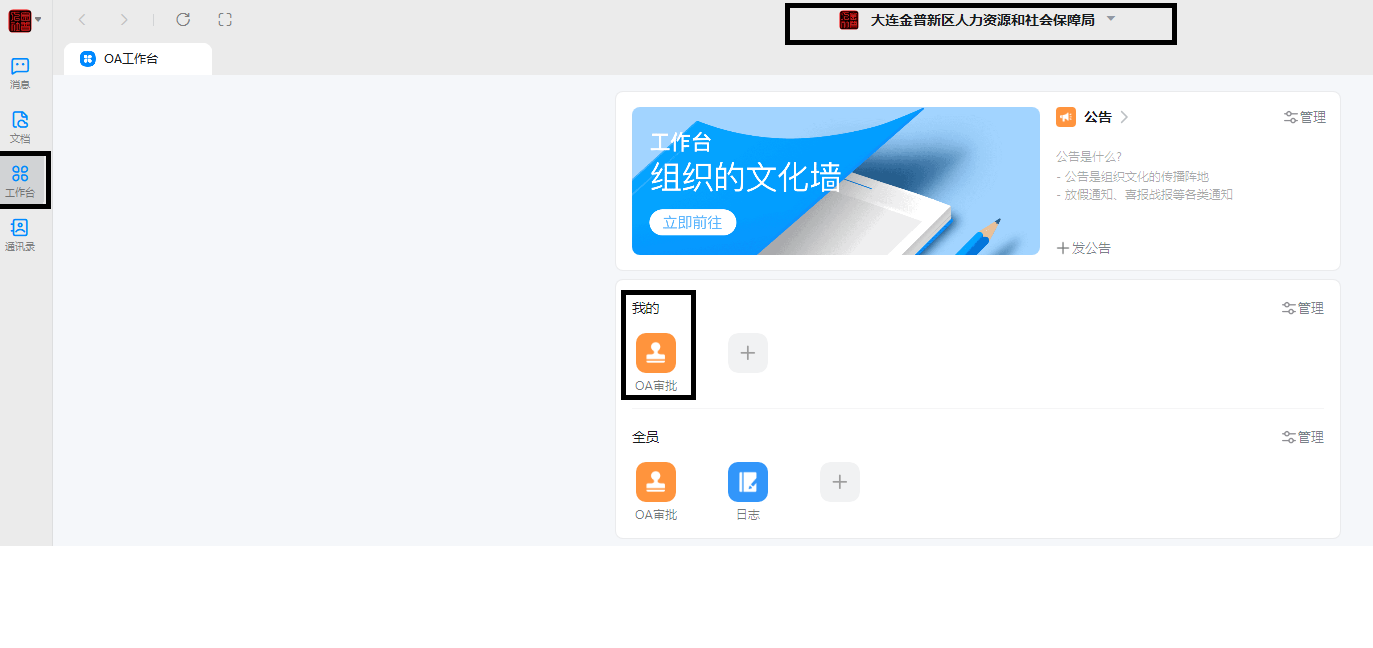 大连金普新区人力资源和社会保障局
OA工作台
消息
文档
工作台
通讯录
工作台
组织的文化墙
立即前往
公告
管理
公告是什么?
- 公告是组织文化的传播阵地
- 放假通知、喜报战报等各类通知
发公告
我的
管理
OA审批
全员
管理
OA审批
日志